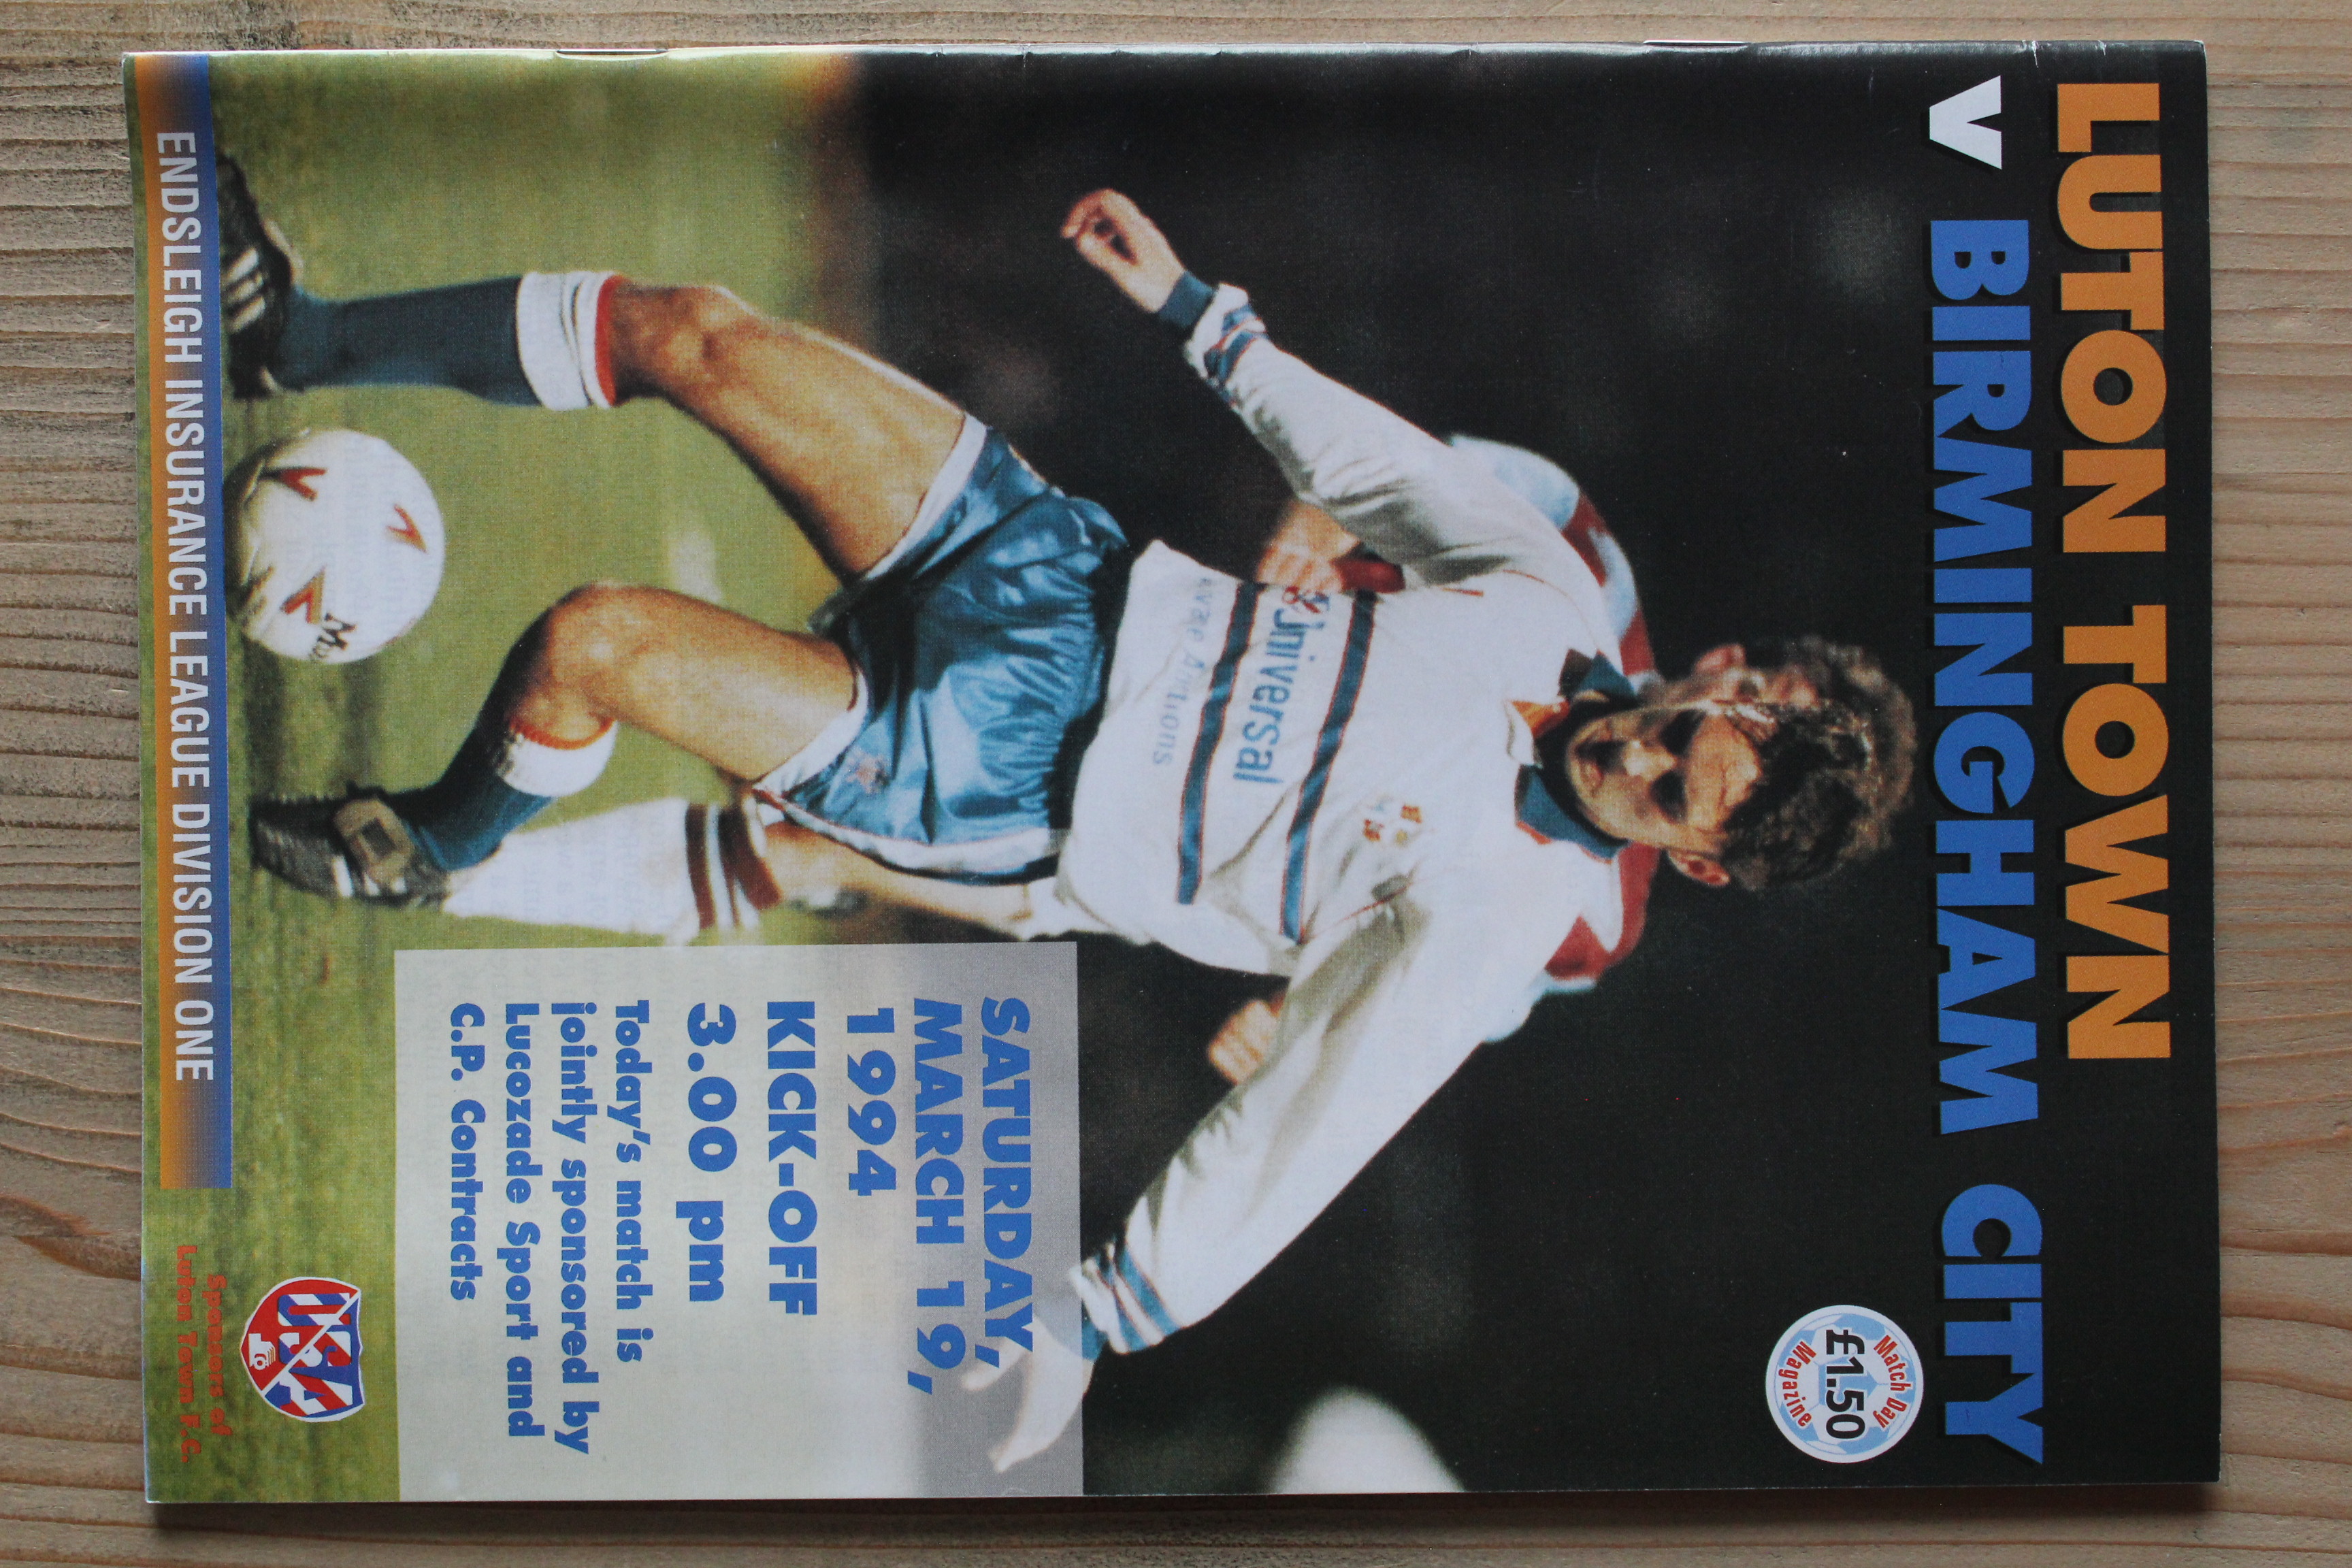 LUTON TOWN
V BIRMINGHAM CITY
Match Day
£1.50
Magazine
Universal
SATURDAY,
MARCH 19,
1994
KICK-OFF
3.00 pm
Today's match is
jointly sponsored by
Lucozade Sport and
C.P. Contracts
USA
Sponsors of
Luton Town F.C.
ENDSLEIGH INSURANCE LEAGUE DIVISION ONE